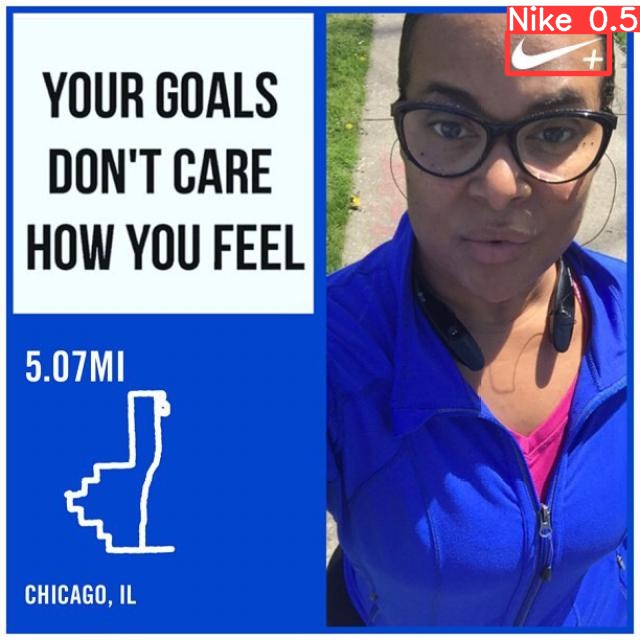 YOUR GOALS
DON'T CARE
HOW YOU FEEL
5.07MI
CHICAGO, IL
Nike 0.5
+